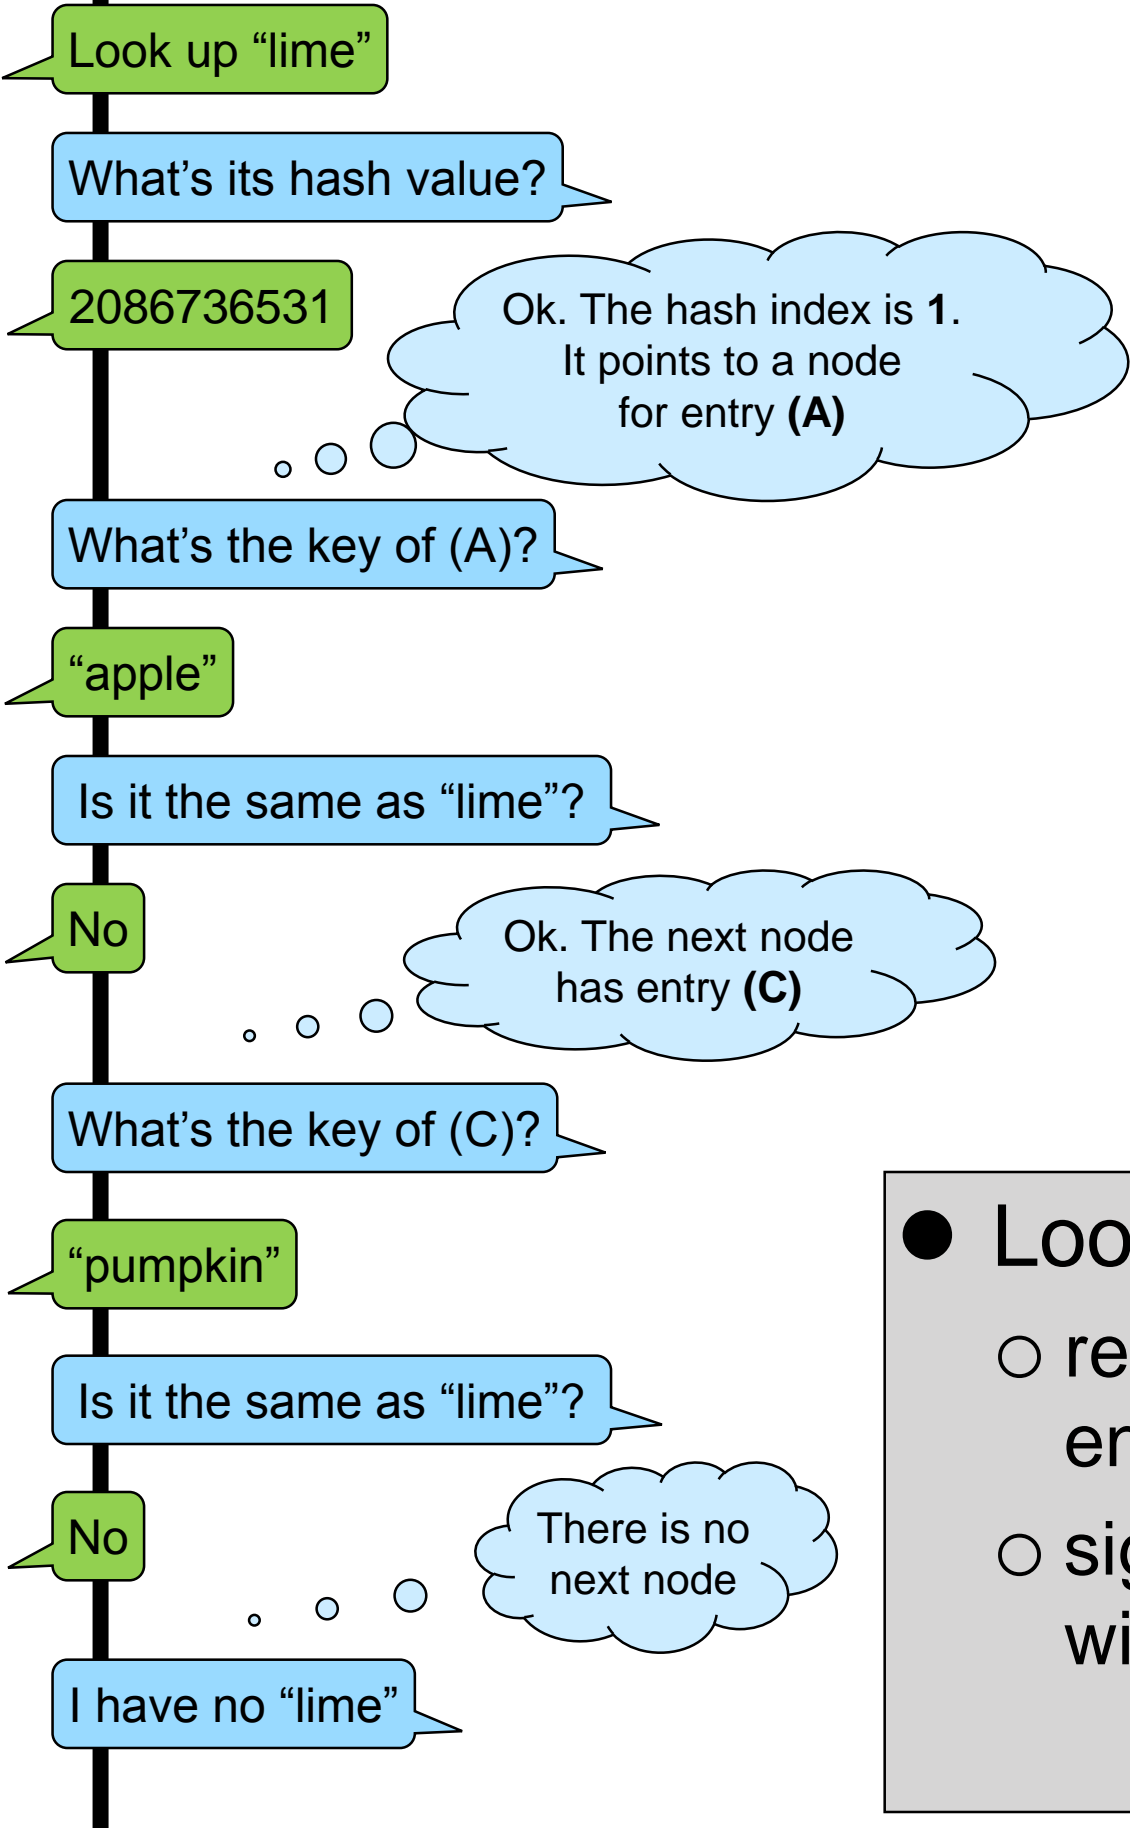 Look up “lime”
What’s its hash value?
2086736531
Ok. The hash index is 1.
It points to a node
for entry (A)
What’s the key of (A)?
“apple”
Is it the same as “lime”?
No
Ok. The next node
has entry (C)
What’s the key of (C)?
“pumpkin”
Is it the same as “lime”?
No
There is no
next node
I have no “lime”